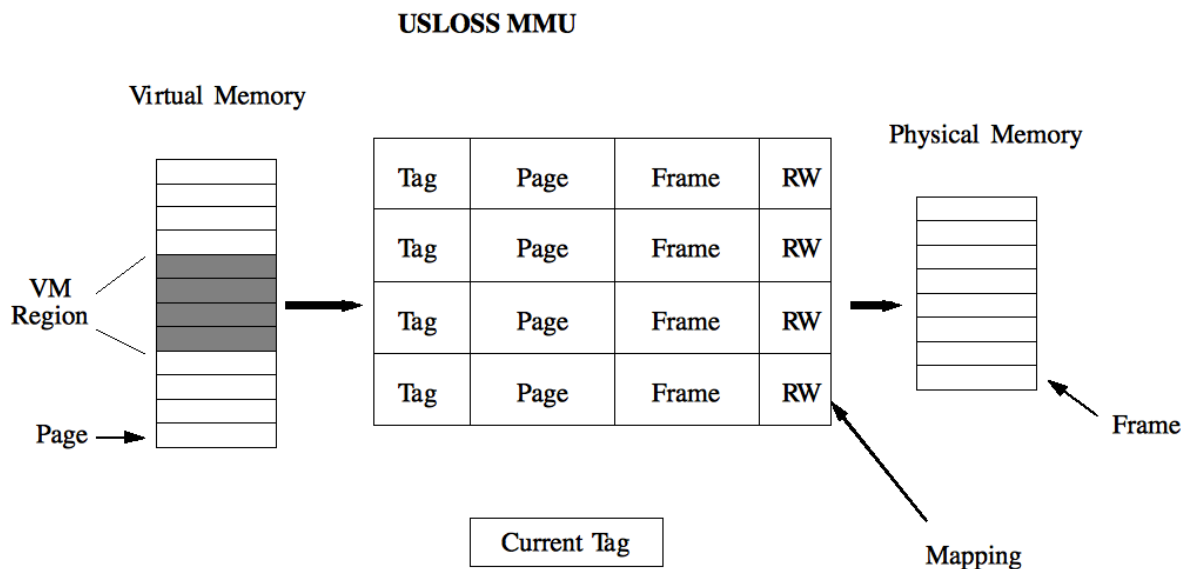 USLOSS MMU
Virtual Memory
Physical Memory
Tag Page Frame RW
Tag Page Frame RW
VM
Region
Tag Page Frame RW
Tag Page Frame RW
Page
Frame
Current Tag
Mapping